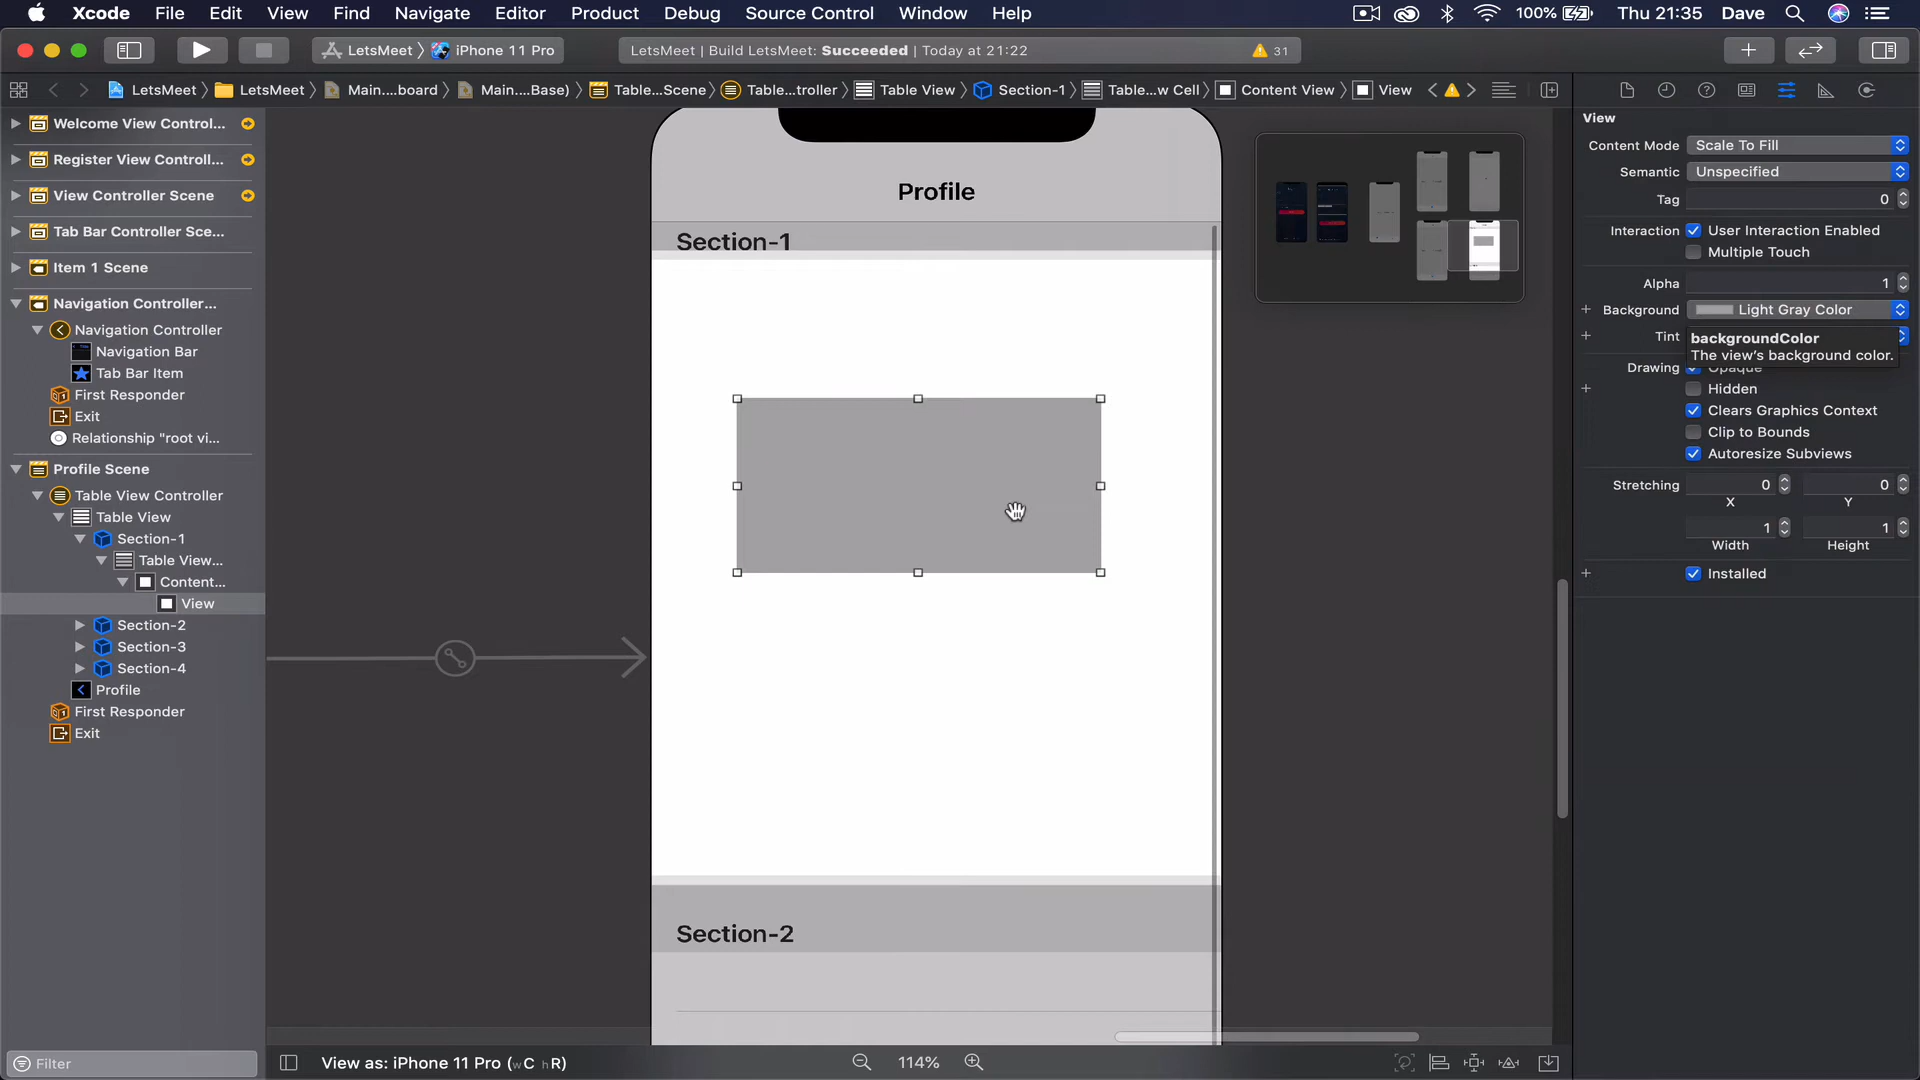 Xcode File Edit View Find Navigate Editor Product Debug Source Control Window Help 100% Thu 21:35 Dave
LetsMeet iPhone 11 Pro LetsMeet | Build LetsMeet: Succeeded | Today at 21:22 31
LetsMeet LetsMeet Main....board Main....Base) Table...Scene Table...troller Table View Section-1 Table...w Cell Content View View
Welcome View Control...
Register View Controll...
View Controller Scene
Tab Bar Controller Sce...
Item 1 Scene
Navigation Controller...
Navigation Controller
Navigation Bar
Tab Bar Item
First Responder
Exit
Relationship "root vi...
Profile Scene
Table View Controller
Table View
Section-1
Table View...
Content...
View
Section-2
Section-3
Section-4
Profile
First Responder
Exit
Filter
Profile
Section-1
Section-2
View as: iPhone 11 Pro (wC hR) 114%
View
Content Mode Scale To Fill
Semantic Unspecified
Tag 0
Interaction User Interaction Enabled
Multiple Touch
Alpha 1
Background Light Gray Color
Tint
backgroundColor
The view's background color.
Drawing Opaque
Hidden
Clears Graphics Context
Clip to Bounds
Autoresize Subviews
Stretching 0 0
X Y
1 1
Width Height
Installed